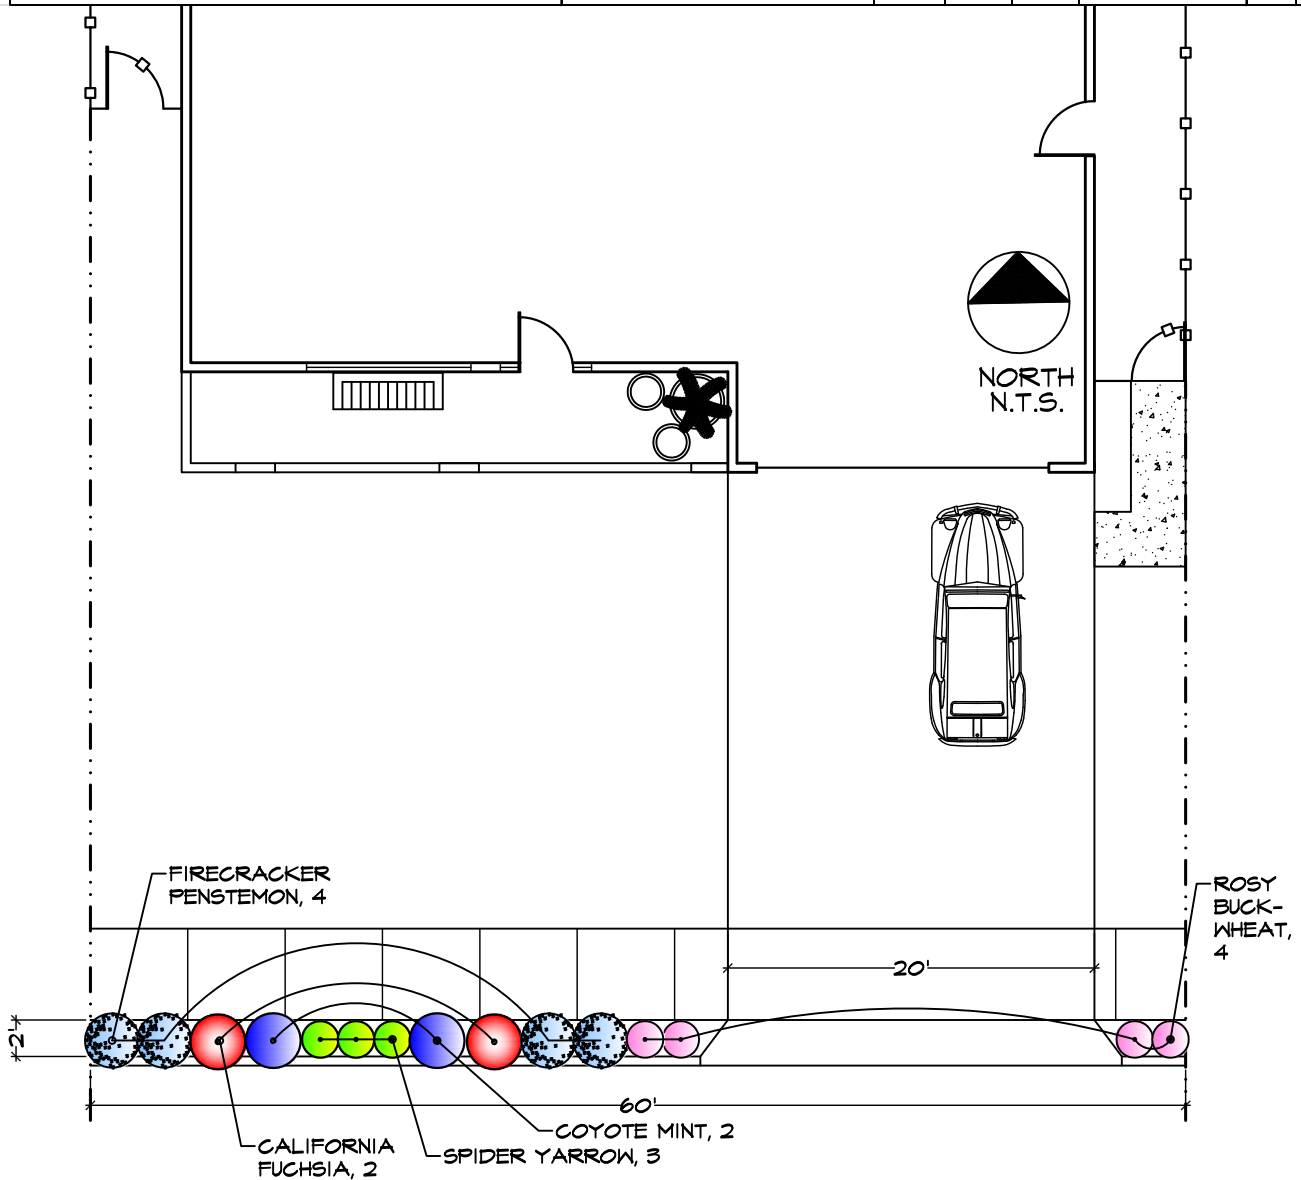 NORTH
N.T.S.
FIRECRACKER
PENSTEMON, 4
ROSY
BUCK-
WHEAT,
4
20'
2'
60'
COYOTE MINT, 2
CALIFORNIA
FUCHSIA, 2
SPIDER YARROW, 3